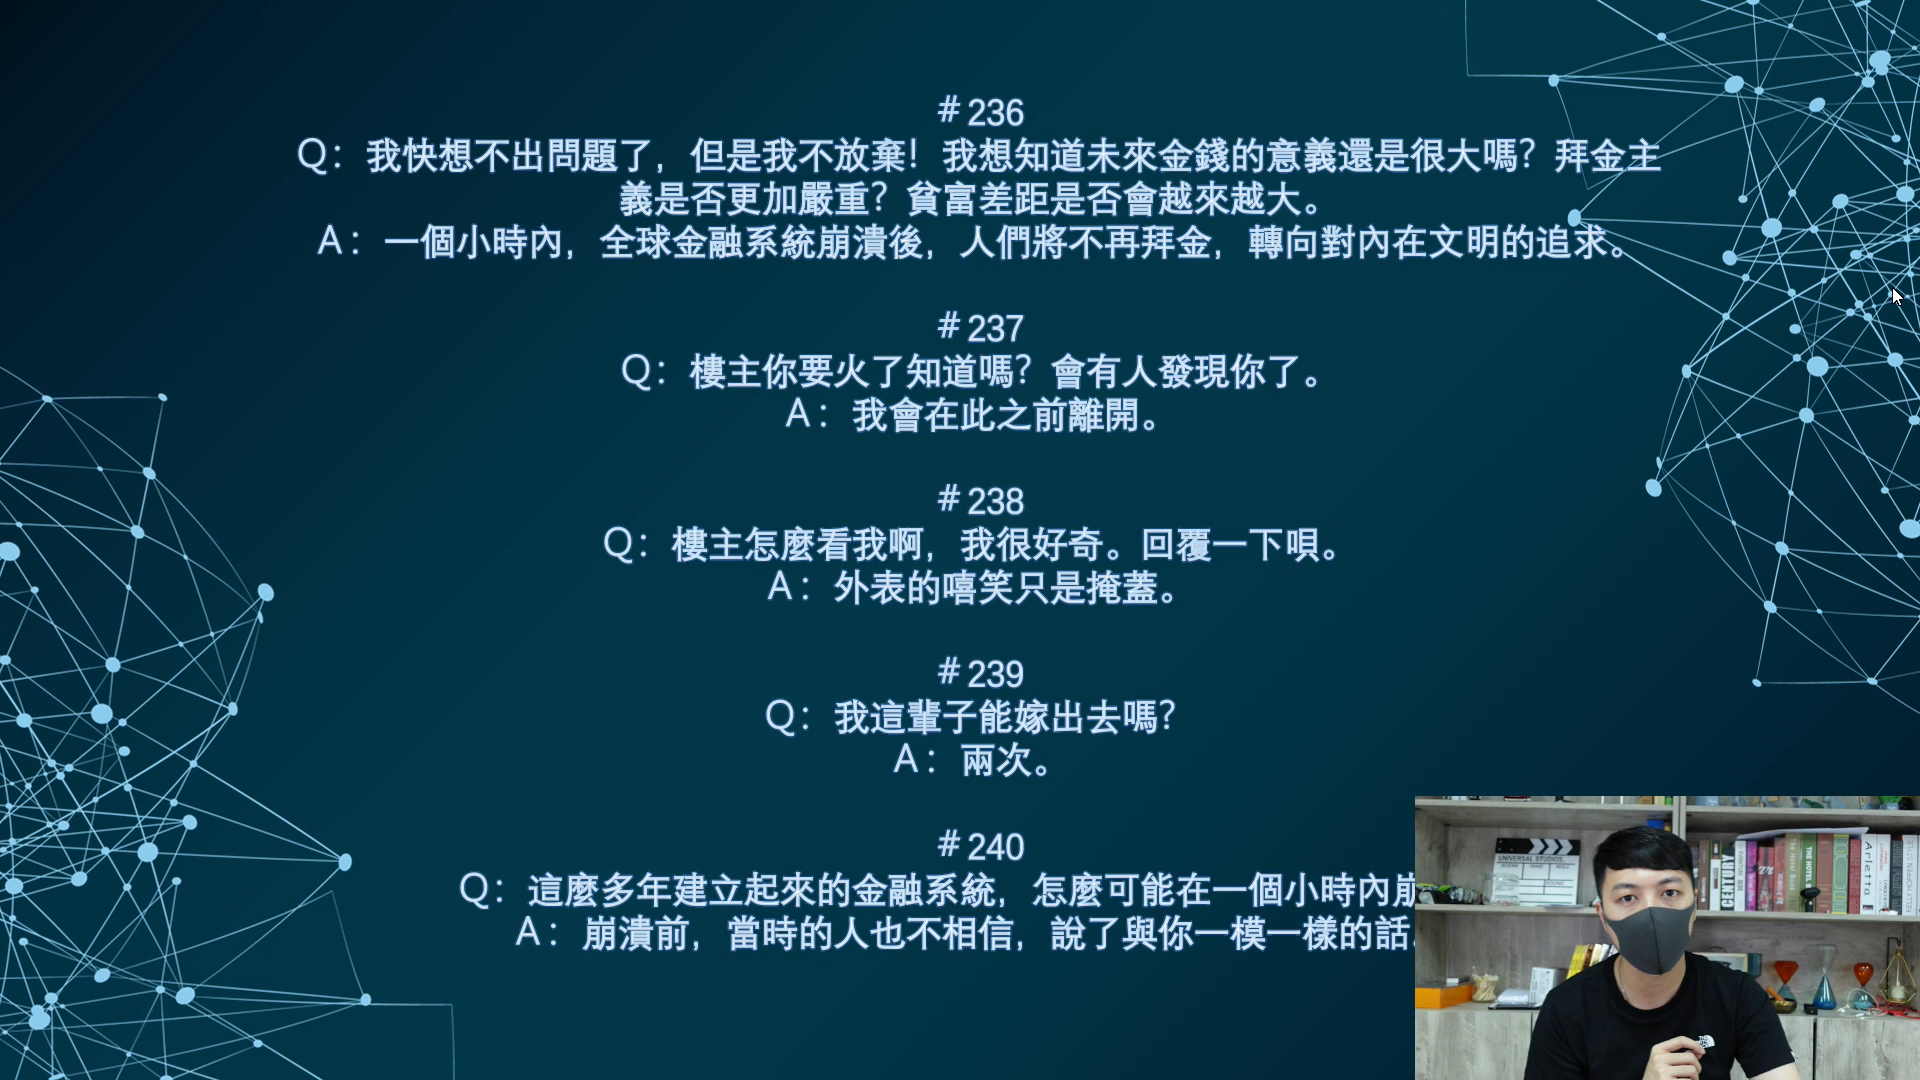 #236
Q：我快想不出問題了，但是我不放棄！我想知道未來金錢的意義還是很大嗎？拜金主
義是否更加嚴重？貧富差距是否會越來越大。
A：一個小時內，全球金融系統崩潰後，人們將不再拜金，轉向對內在文明的追求。
#237
Q：樓主你要火了知道嗎？會有人發現你了。
A：我會在此之前離開。
#238
Q：樓主怎麼看我啊，我很好奇。回覆一下唄。
A：外表的嘻笑只是掩蓋。
#239
Q：我這輩子能嫁出去嗎？
A：兩次。
#240
Q：這麼多年建立起來的金融系統，怎麼可能在一個小時內崩
A：崩潰前，當時的人也不相信，說了與你一模一樣的話
UNIVERSAL STUDIOS
CENTURY
THE HOTEL
Arletta